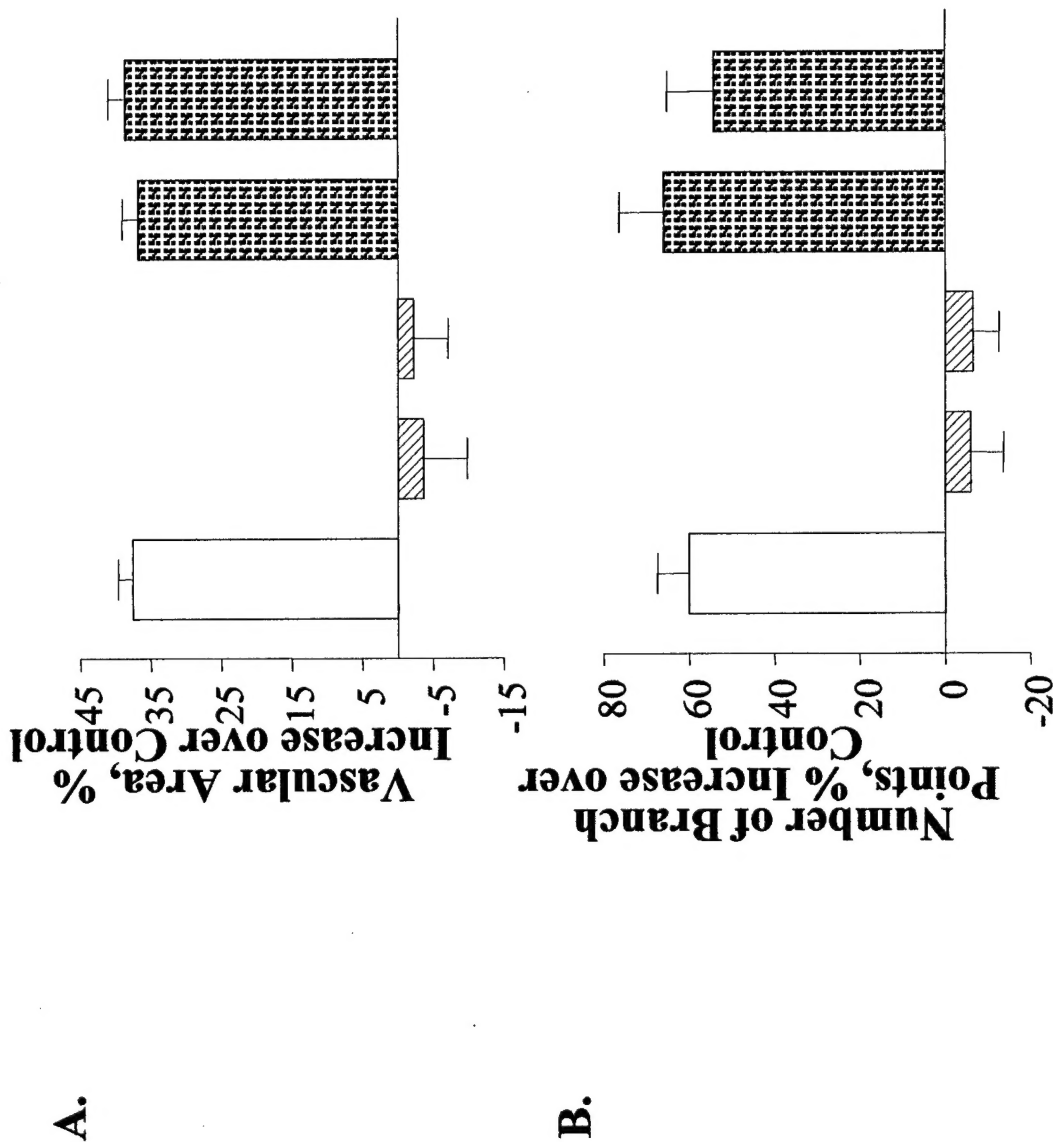 A.
Vascular Area, %
Increase over Control
45
35
25
15
5
-5
-15
B.
Number of Branch
Points, % Increase over
Control
80
60
40
20
0
-20